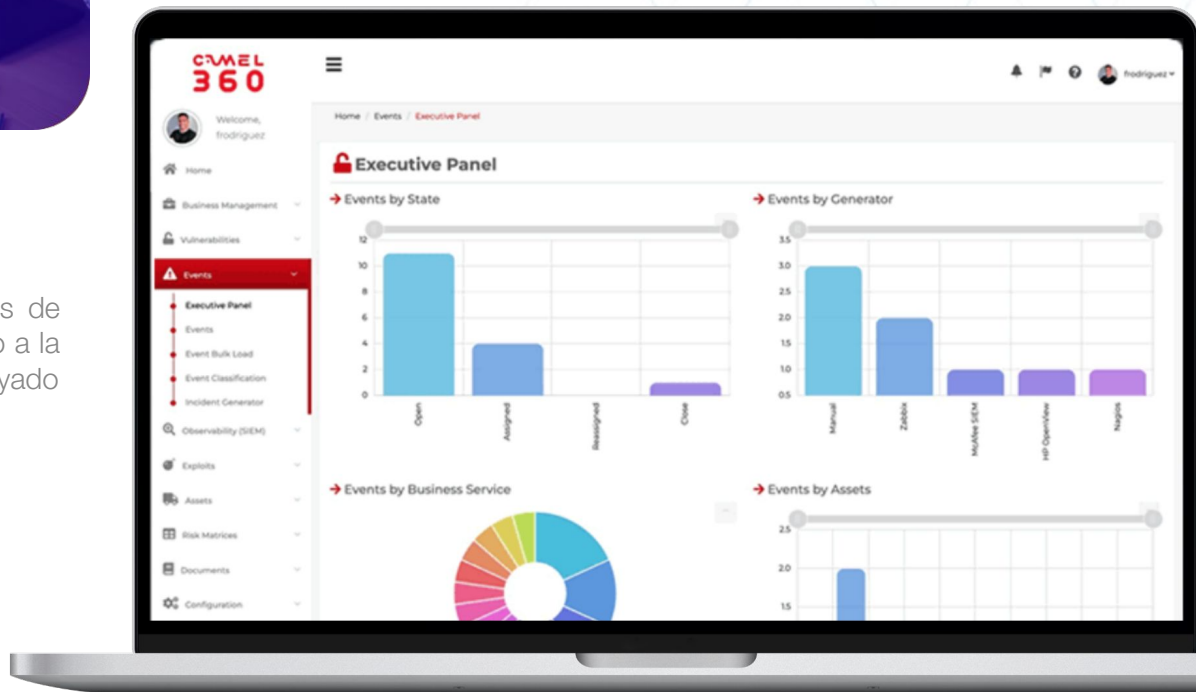 CAMEL
360
Welcome,
frodriguez
Home
Business Management
Vulnerabilities
Events
Executive Panel
Events
Event Bulk Load
Event Classification
Incident Generator
Observability (SIEM)
Exploits
Assets
Risk Matrices
Documents
Configuration
frodriguez
Home / Events / Executive Panel
Executive Panel
Events by State
12
10
8
6
4
2
0
Open
Assigned
Reassigned
Close
Events by Generator
3.5
3.0
2.5
2.0
1.5
1.0
0.5
Manual
Zabbix
McAfee SIEM
HP OpenView
Nagios
Events by Business Service
Events by Assets
2.5
2.0
1.5
s de
o a la
yado